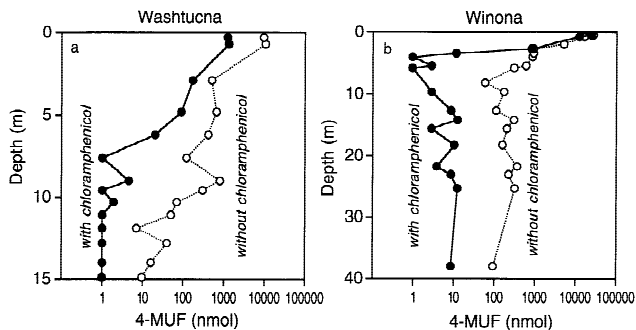 Washtucna
a
0
5
10
15
Depth (m)
with chloramphenicol
without chloramphenicol
1 10 100 1000 10000 100000
4-MUF (nmol)
Winona
b
0
10
20
30
40
Depth (m)
with chloramphenicol
without chloramphenicol
1 10 100 1000 10000 100000
4-MUF (nmol)